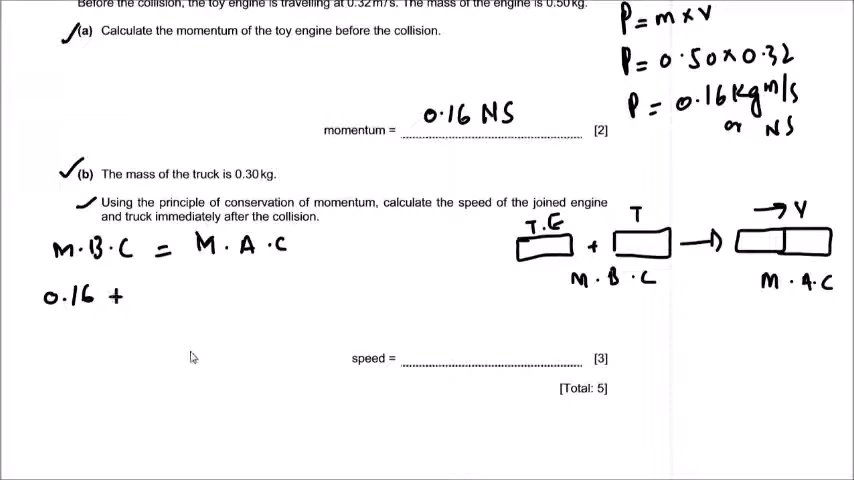 Before the collision, the toy engine is travelling at 0.32 m/s. The mass of the engine is 0.50 kg.
(a) Calculate the momentum of the toy engine before the collision.
P = m × v
P = 0.50 × 0.32
P = 0.16 kg m/s
or NS
momentum = 0.16 NS [2]
(b) The mass of the truck is 0.30 kg.
Using the principle of conservation of momentum, calculate the speed of the joined engine
and truck immediately after the collision.
T.E T → V
+
M.B.C = M.A.C
M.B.C M.A.C
0.16 +
speed = [3]
[Total: 5]